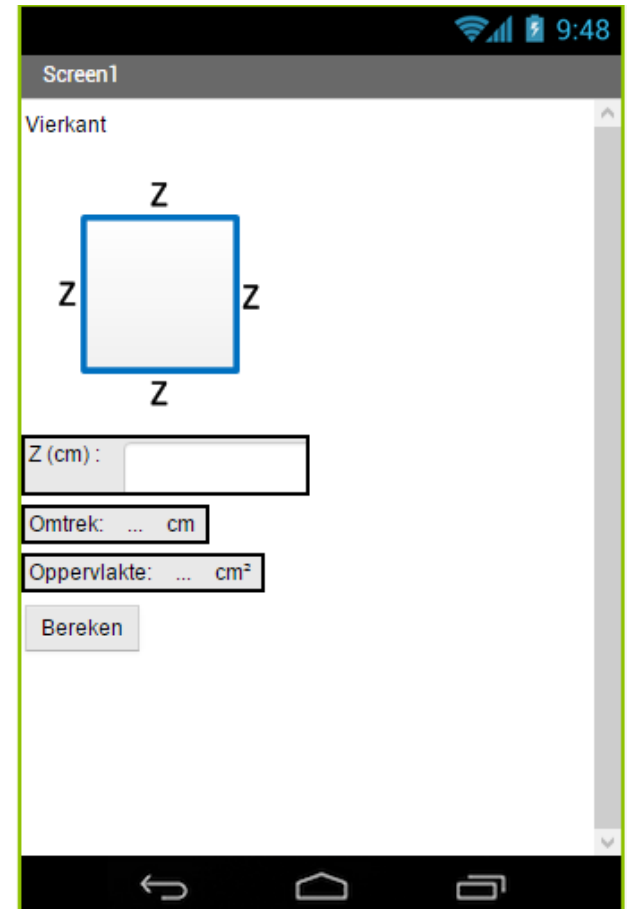 9:48
Screen1
Vierkant
Z
Z Z
Z
Z (cm) :
Omtrek: ... cm
Oppervlakte: ... cm²
Bereken